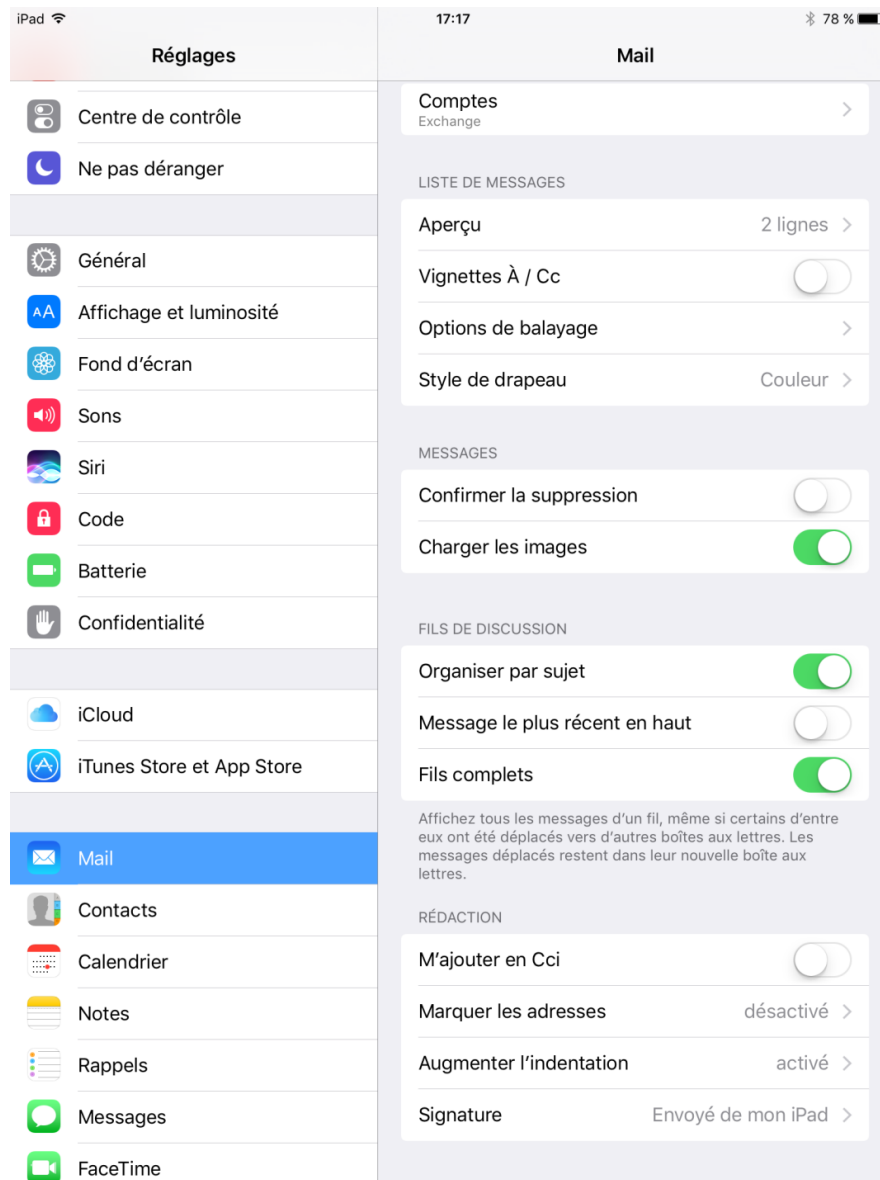 iPad 17:17 78 %
Réglages
Centre de contrôle
Ne pas déranger
Général
AA Affichage et luminosité
Fond d’écran
Sons
Siri
Code
Batterie
Confidentialité
iCloud
iTunes Store et App Store
Mail
Contacts
Calendrier
Notes
Rappels
Messages
FaceTime
Mail
Comptes
Exchange
LISTE DE MESSAGES
Aperçu 2 lignes
Vignettes À / Cc
Options de balayage
Style de drapeau Couleur
MESSAGES
Confirmer la suppression
Charger les images
FILS DE DISCUSSION
Organiser par sujet
Message le plus récent en haut
Fils complets
Affichez tous les messages d’un fil, même si certains d’entre
eux ont été déplacés vers d’autres boîtes aux lettres. Les
messages déplacés restent dans leur nouvelle boîte aux
lettres.
RÉDACTION
M’ajouter en Cci
Marquer les adresses désactivé
Augmenter l’indentation activé
Signature Envoyé de mon iPad